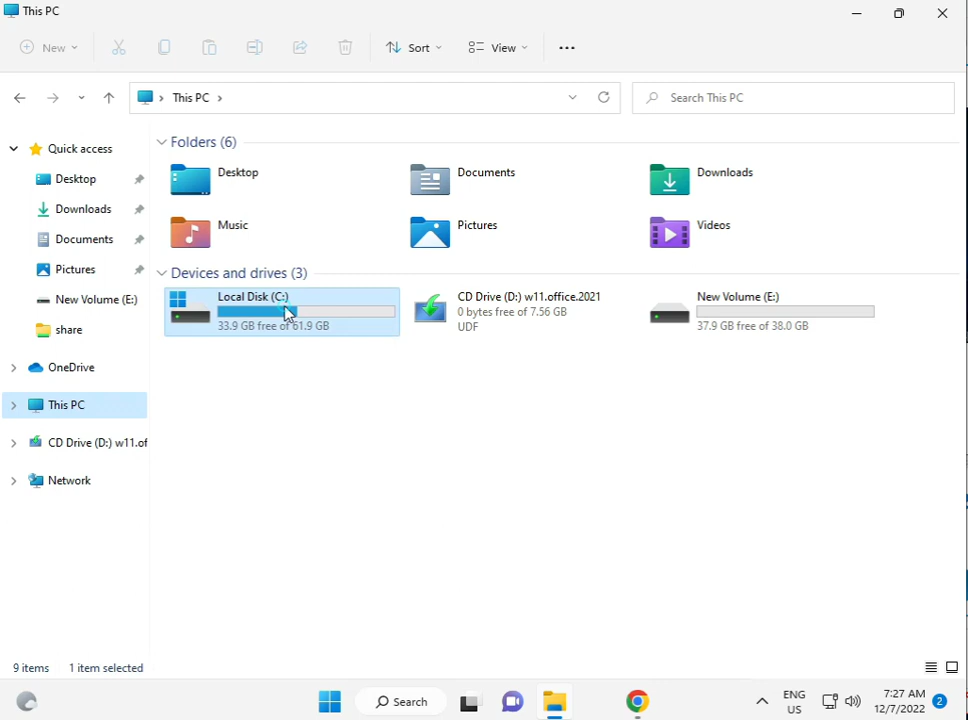 This PC
New
Sort
View
This PC
Search This PC
Quick access
Desktop
Downloads
Documents
Pictures
New Volume (E:)
share
OneDrive
This PC
CD Drive (D:) w11.of
Network
Folders (6)
Desktop
Documents
Downloads
Music
Pictures
Videos
Devices and drives (3)
Local Disk (C:)
33.9 GB free of 61.9 GB
CD Drive (D:) w11.office.2021
0 bytes free of 7.56 GB
UDF
New Volume (E:)
37.9 GB free of 38.0 GB
9 items 1 item selected
Search
ENG
US
7:27 AM
12/7/2022
2